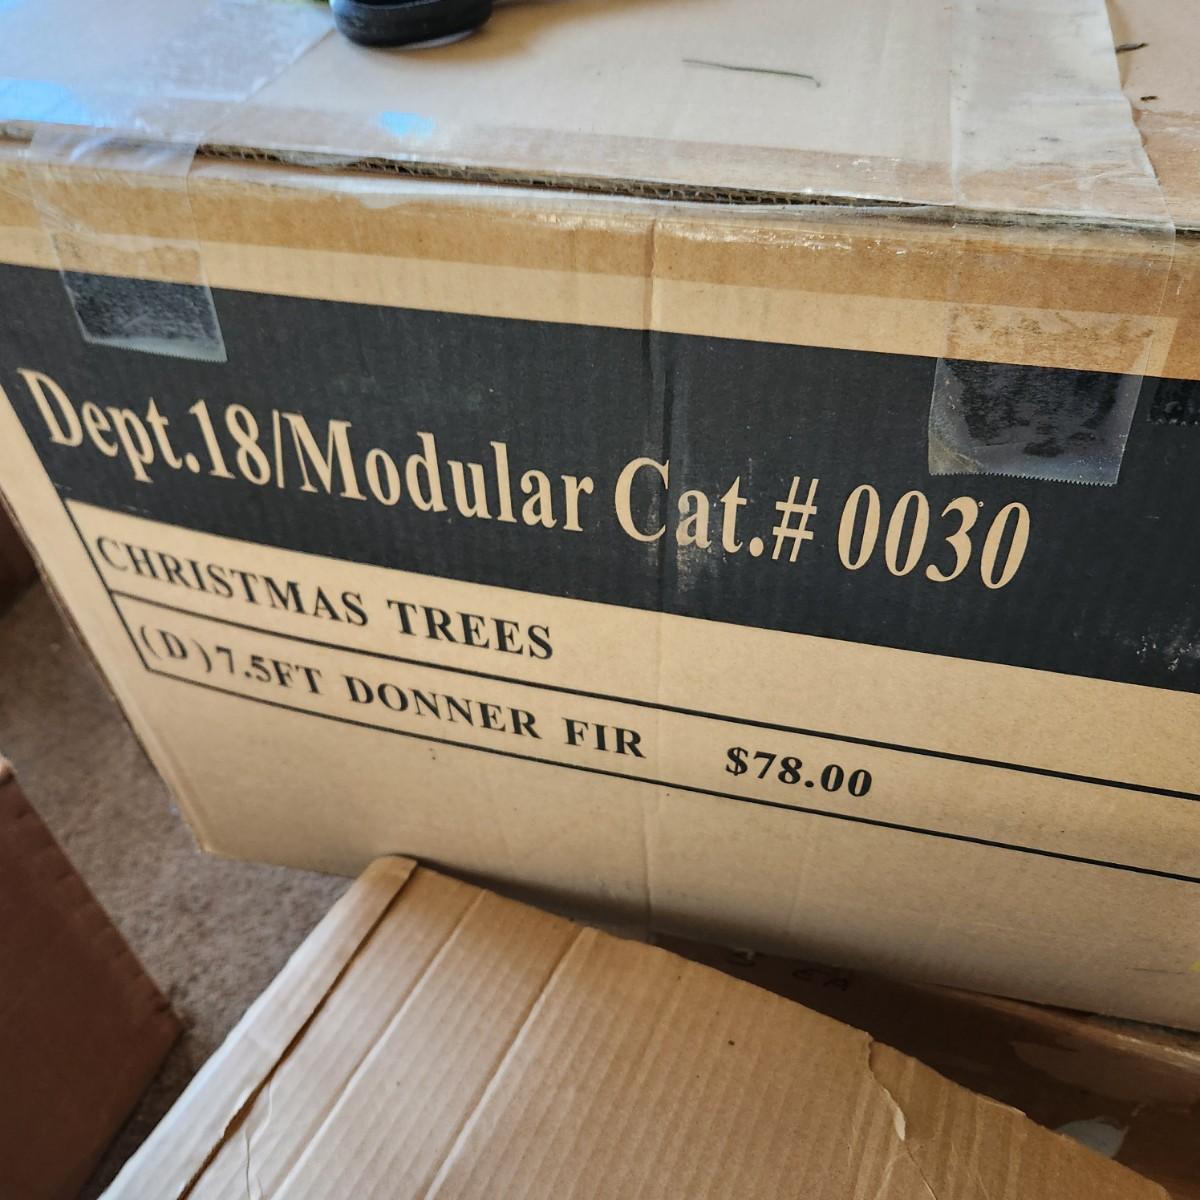 Dept.18/Modular Cat.# 0030
CHRISTMAS TREES
(D)7.5FT DONNER FIR $78.00